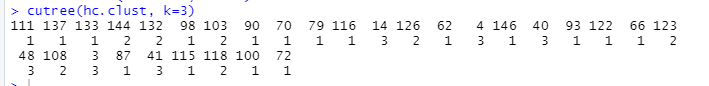 > cutree(hc.clust, k=3)
111 137 133 144 132 98 103 90 70 79 116 14 126 62 4 146 40 93 122 66 123
1 1 1 2 2 1 2 1 1 1 1 3 2 1 3 1 3 1 1 1 2
48 108 3 87 41 115 118 100 72
3 2 3 1 3 1 2 1 1
>